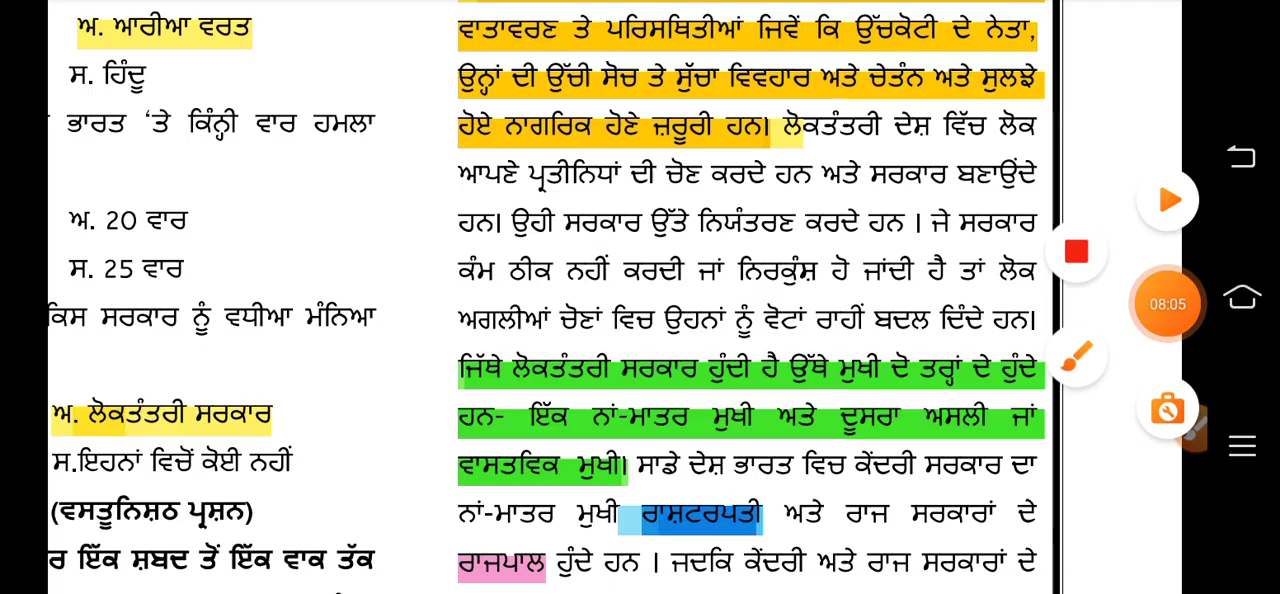 ਅ. ਆਰੀਆ ਵਰਤ
ਸ. ਹਿੰਦੂ
ਭਾਰਤ ‘ਤੇ ਕਿੰਨ੍ਹੀ ਵਾਰ ਹਮਲਾ
ਅ. 20 ਵਾਰ
ਸ. 25 ਵਾਰ
ਕਿਸ ਸਰਕਾਰ ਨੂੰ ਵਧੀਆ ਮੰਨਿਆ
ਅ. ਲੋਕਤੰਤਰੀ ਸਰਕਾਰ
ਸ.ਇਹਨਾਂ ਵਿਚੋਂ ਕੋਈ ਨਹੀਂ
(ਵਸਤੂਨਿਸ਼ਠ ਪ੍ਰਸ਼ਨ)
ਰ ਇੱਕ ਸ਼ਬਦ ਤੋਂ ਇੱਕ ਵਾਕ ਤੱਕ
ਵਾਤਾਵਰਣ ਤੇ ਪਰਿਸਥਿਤੀਆਂ ਜਿਵੇਂ ਕਿ ਉੱਚਕੋਟੀ ਦੇ ਨੇਤਾ,
ਉਨ੍ਹਾਂ ਦੀ ਉੱਚੀ ਸੋਚ ਤੇ ਸੁੱਚਾ ਵਿਵਹਾਰ ਅਤੇ ਚੇਤੰਨ ਅਤੇ ਸੁਲਝੇ
ਹੋਏ ਨਾਗਰਿਕ ਹੋਣੇ ਜ਼ਰੂਰੀ ਹਨ। ਲੋਕਤੰਤਰੀ ਦੇਸ਼ ਵਿੱਚ ਲੋਕ
ਆਪਣੇ ਪ੍ਰਤੀਨਿਧਾਂ ਦੀ ਚੋਣ ਕਰਦੇ ਹਨ ਅਤੇ ਸਰਕਾਰ ਬਣਾਉਂਦੇ
ਹਨ। ਉਹੀ ਸਰਕਾਰ ਉੱਤੇ ਨਿਯੰਤਰਣ ਕਰਦੇ ਹਨ । ਜੇ ਸਰਕਾਰ
ਕੰਮ ਠੀਕ ਨਹੀਂ ਕਰਦੀ ਜਾਂ ਨਿਰਕੁੰਸ਼ ਹੋ ਜਾਂਦੀ ਹੈ ਤਾਂ ਲੋਕ
ਅਗਲੀਆਂ ਚੋਣਾਂ ਵਿਚ ਉਹਨਾਂ ਨੂੰ ਵੋਟਾਂ ਰਾਹੀਂ ਬਦਲ ਦਿੰਦੇ ਹਨ।
ਜਿੱਥੇ ਲੋਕਤੰਤਰੀ ਸਰਕਾਰ ਹੁੰਦੀ ਹੈ ਉੱਥੇ ਮੁਖੀ ਦੋ ਤਰ੍ਹਾਂ ਦੇ ਹੁੰਦੇ
ਹਨ- ਇੱਕ ਨਾਂ-ਮਾਤਰ ਮੁਖੀ ਅਤੇ ਦੂਸਰਾ ਅਸਲੀ ਜਾਂ
ਵਾਸਤਵਿਕ ਮੁਖੀ। ਸਾਡੇ ਦੇਸ਼ ਭਾਰਤ ਵਿਚ ਕੇਂਦਰੀ ਸਰਕਾਰ ਦਾ
ਨਾਂ-ਮਾਤਰ ਮੁਖੀ ਰਾਸ਼ਟਰਪਤੀ ਅਤੇ ਰਾਜ ਸਰਕਾਰਾਂ ਦੇ
ਰਾਜਪਾਲ ਹੁੰਦੇ ਹਨ । ਜਦਕਿ ਕੇਂਦਰੀ ਅਤੇ ਰਾਜ ਸਰਕਾਰਾਂ ਦੇ
08:05